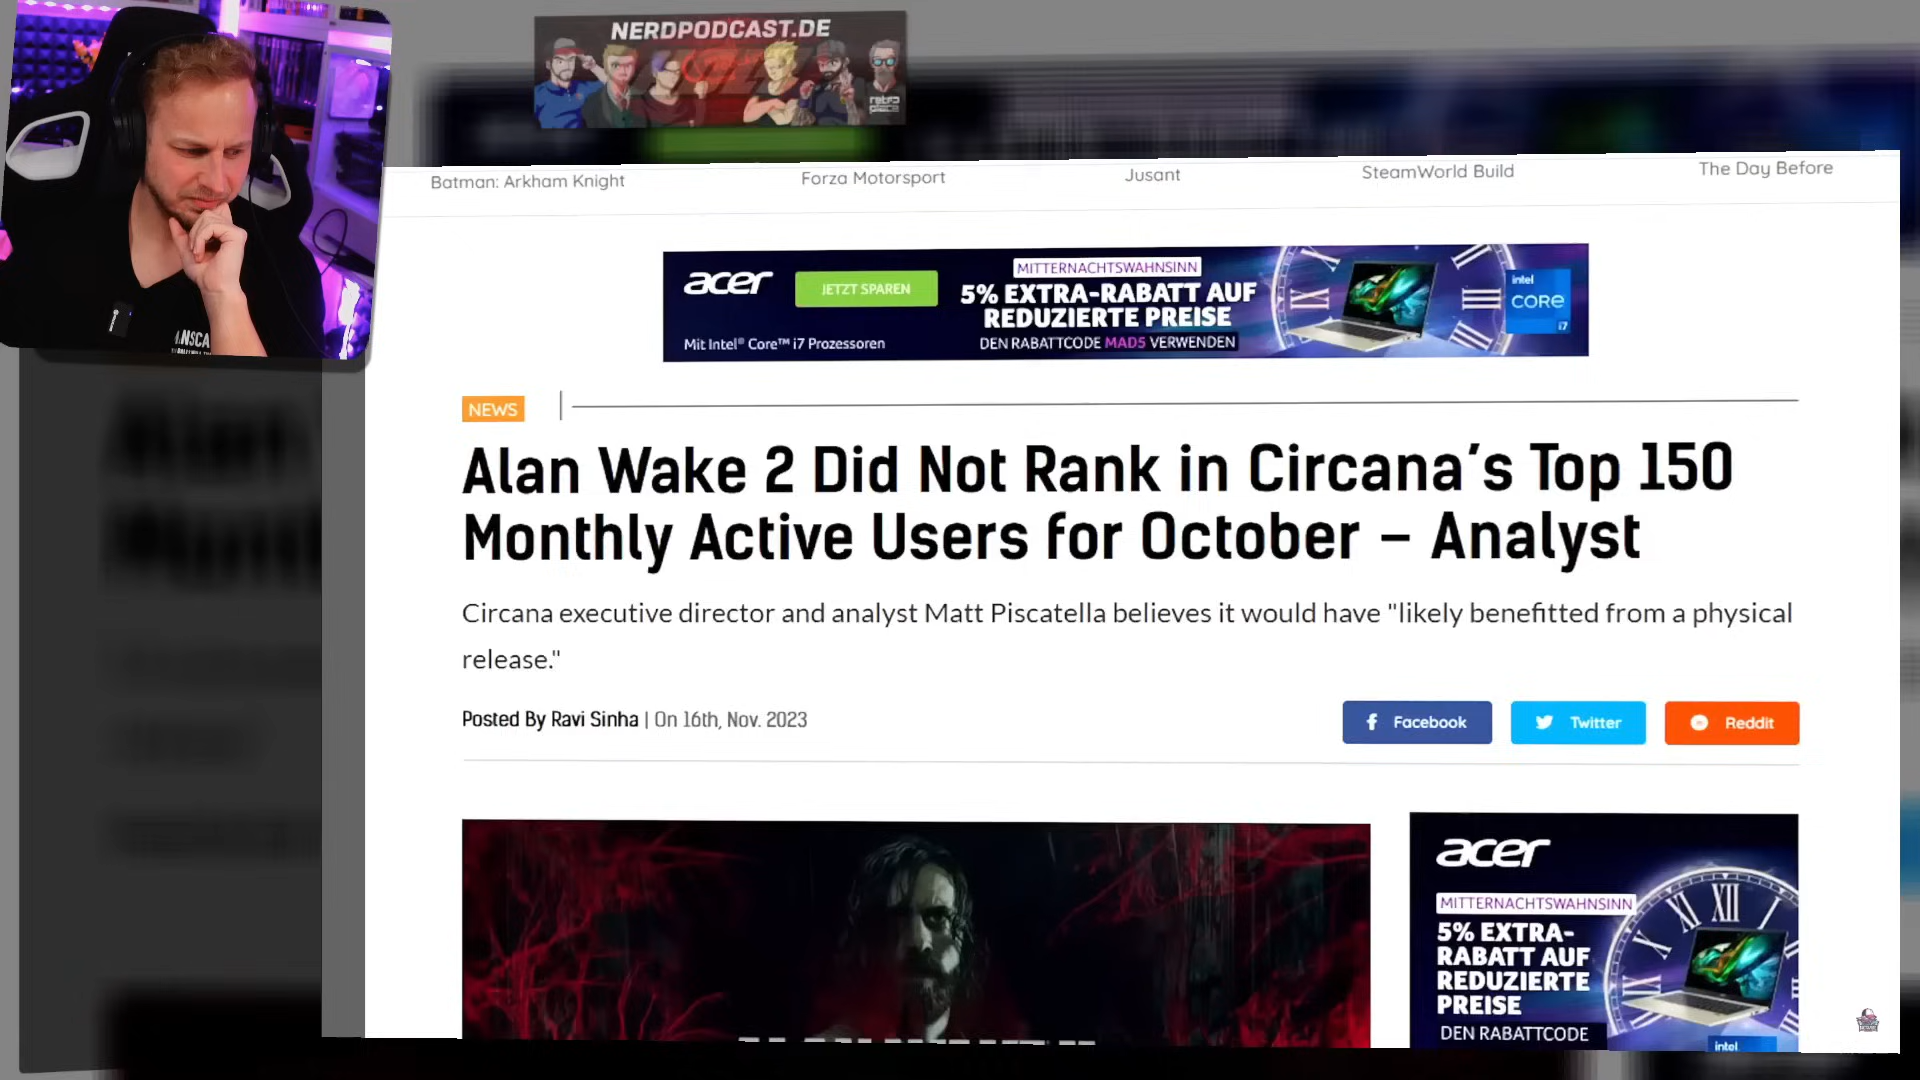 NERDPODCAST.DE
retro
Batman: Arkham Knight
Forza Motorsport
Jusant
SteamWorld Build
The Day Before
acer
JETZT SPAREN
Mit Intel® Core™ i7 Prozessoren
MITTERNACHTSWAHNSINN
5% EXTRA-RABATT AUF
REDUZIERTE PREISE
DEN RABATTCODE MAD5 VERWENDEN
intel
CORE
i7
NEWS
Alan Wake 2 Did Not Rank in Circana’s Top 150
Monthly Active Users for October – Analyst
Circana executive director and analyst Matt Piscatella believes it would have "likely benefitted from a physical
release."
Posted By Ravi Sinha | On 16th, Nov. 2023
Facebook
Twitter
Reddit
acer
MITTERNACHTSWAHNSINN
5% EXTRA-
RABATT AUF
REDUZIERTE
PREISE
DEN RABATTCODE
intel